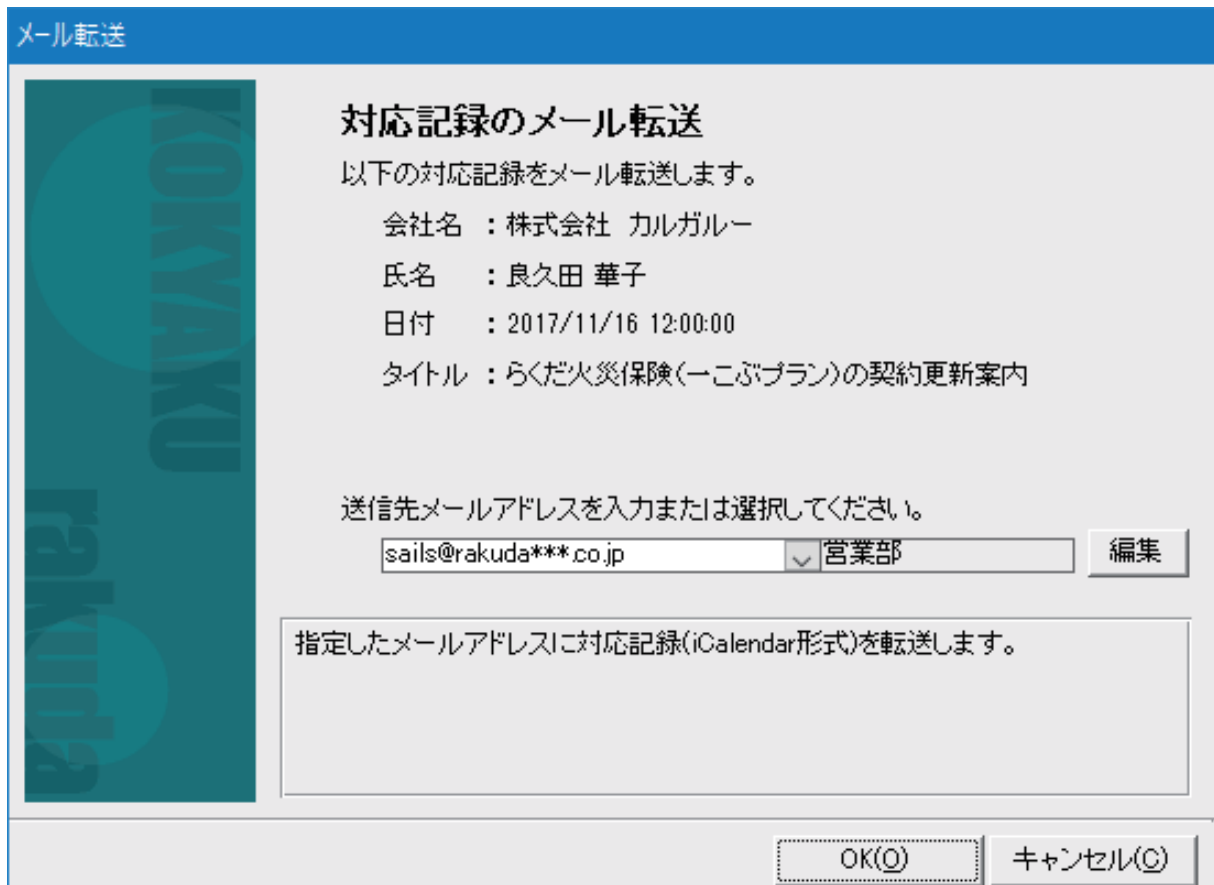 メール転送
KOKYAKU
rakuda
対応記録のメール転送
以下の対応記録をメール転送します。
会社名 :株式会社 カルガルー
氏名 :良久田 華子
日付 :2017/11/16 12:00:00
タイトル :らくだ火災保険(一こぶプラン)の契約更新案内
送信先メールアドレスを入力または選択してください。
sails@rakuda***.co.jp 営業部 編集
指定したメールアドレスに対応記録(iCalendar形式)を転送します。
OK(O) キャンセル(C)